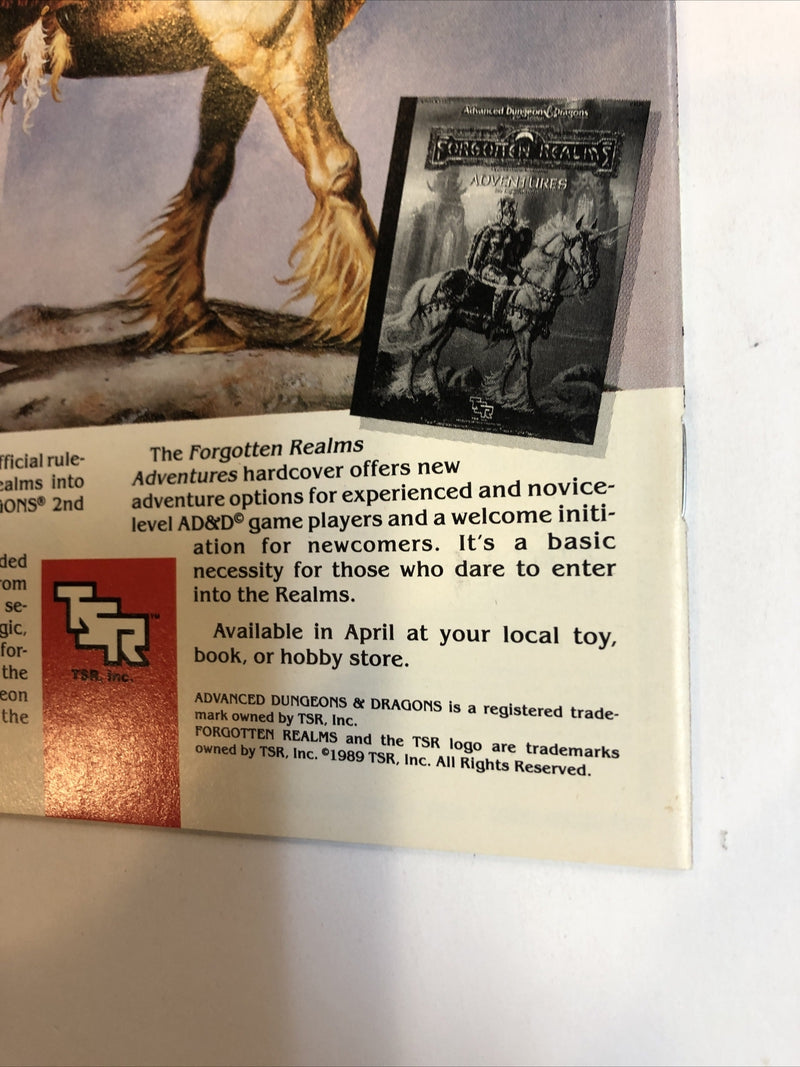 Advanced Dungeons & Dragons
FORGOTTEN REALMS
ADVENTURES
TSR
fficial rule-
ealms into
IONS® 2nd
ded
rom
se-
gic,
for-
the
eon
the
The Forgotten Realms
Adventures hardcover offers new
adventure options for experienced and novice-
level AD&D© game players and a welcome initi-
ation for newcomers. It's a basic
necessity for those who dare to enter
into the Realms.
Available in April at your local toy,
book, or hobby store.
TSR™
TSR, Inc.
ADVANCED DUNGEONS & DRAGONS is a registered trade-
mark owned by TSR, Inc.
FORGOTTEN REALMS and the TSR logo are trademarks
owned by TSR, Inc. ©1989 TSR, Inc. All Rights Reserved.